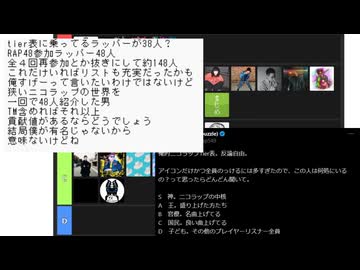 tier表に乗ってるラッパーが38人？
RAP48参加ラッパー48人
全４回再参加とか抜きにして約148人
これだけいればリストも充実だったかも
俺すげーって言いたいわけではないけど
狭いニコラップの世界を
一回で48人紹介した男
TM含めればそれ以上
貢献値があるならどうでしょう
結局僕が有名じゃないから
意味ないけどね
はじめ
D
俺的ニコラップtier表、反論自由。
アイコンだけかつ全員のっけるには多すぎたので、この人は何処にいるの？って思ったらどんどん聞いて。
S　神。ニコラップの中核
A　王。盛り上げた方たち
B　音療。名曲上げてる
C　国民。良い曲上げてる
D　子ども。その他のプレイヤーリスナー全員